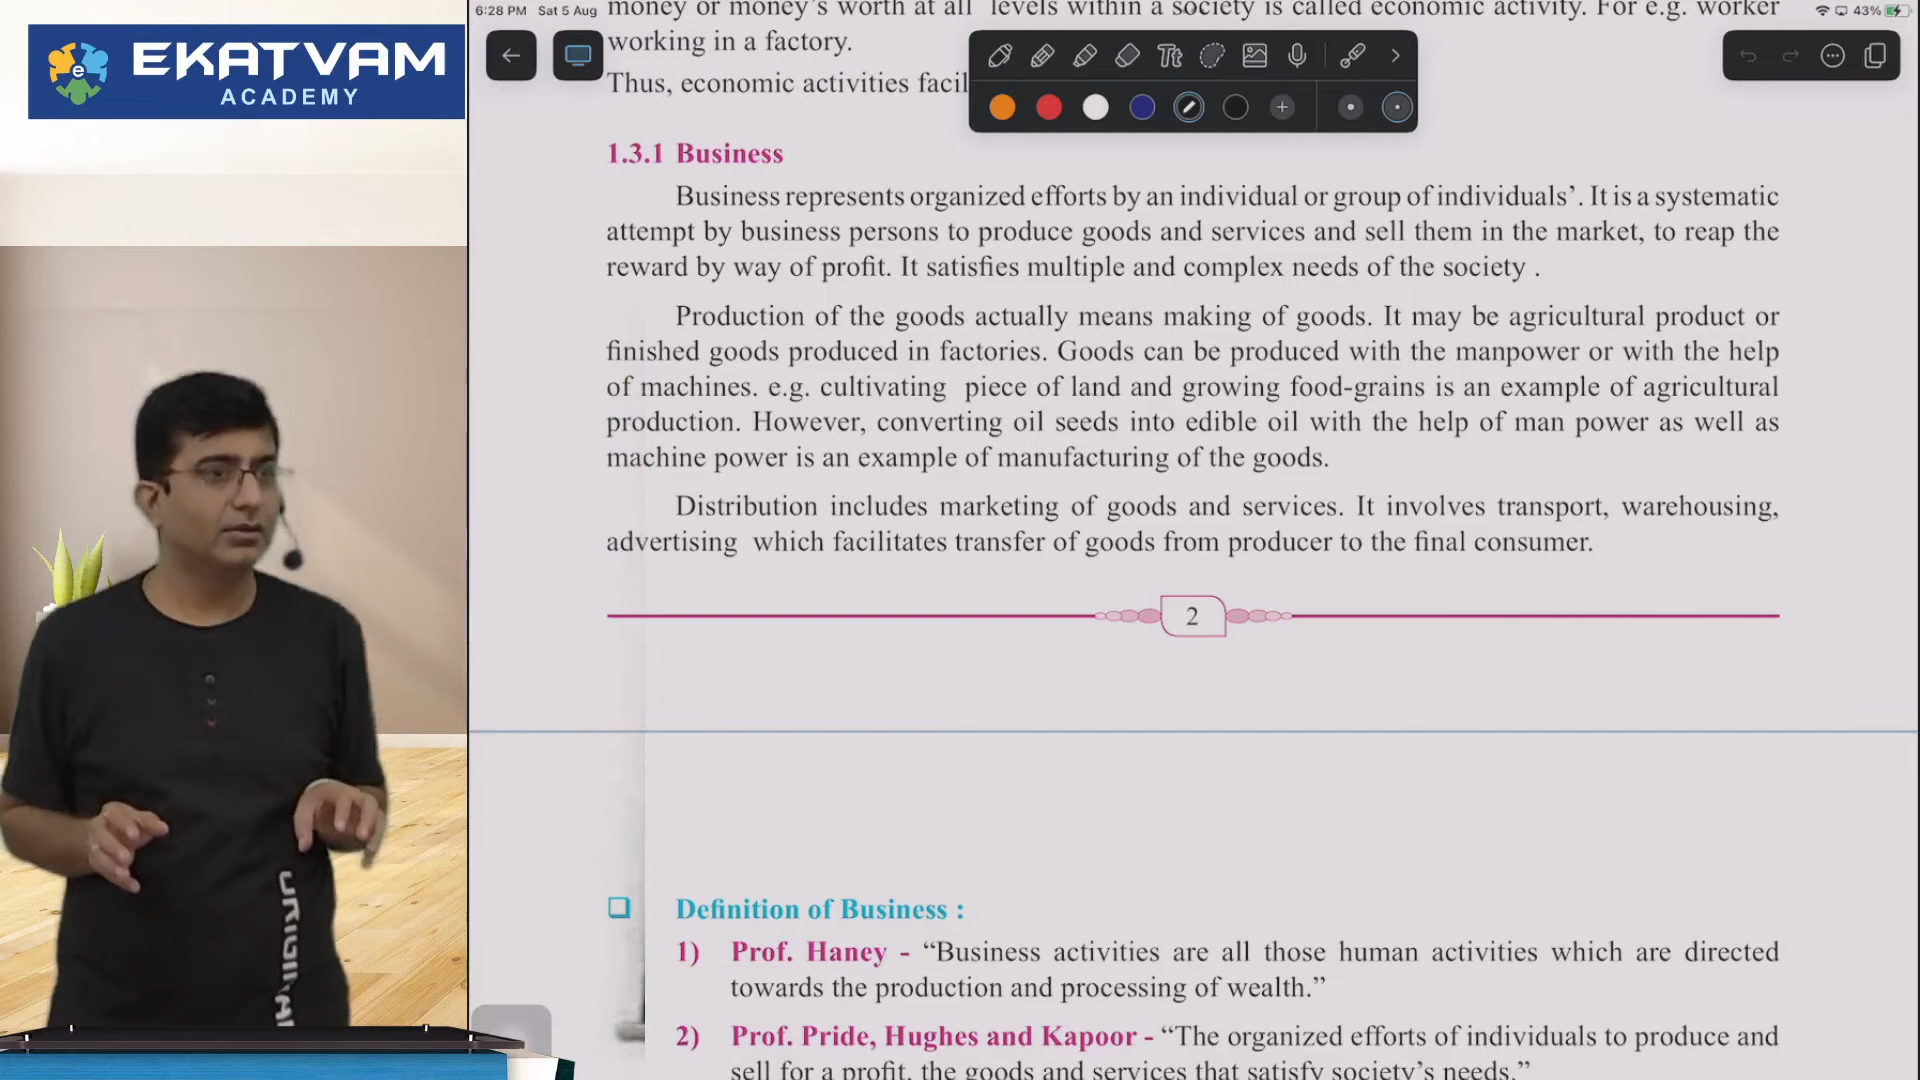 6:28 PM Sat 5 Aug
43%
EKATVAM
ACADEMY
e
money or money's worth at all levels within a society is called economic activity. For e.g. worker
working in a factory.
Thus, economic activities facil
Tt
1.3.1 Business
Business represents organized efforts by an individual or group of individuals’. It is a systematic
attempt by business persons to produce goods and services and sell them in the market, to reap the
reward by way of profit. It satisfies multiple and complex needs of the society .
Production of the goods actually means making of goods. It may be agricultural product or
finished goods produced in factories. Goods can be produced with the manpower or with the help
of machines. e.g. cultivating piece of land and growing food-grains is an example of agricultural
production. However, converting oil seeds into edible oil with the help of man power as well as
machine power is an example of manufacturing of the goods.
Distribution includes marketing of goods and services. It involves transport, warehousing,
advertising which facilitates transfer of goods from producer to the final consumer.
2
❑ Definition of Business :
1) Prof. Haney - “Business activities are all those human activities which are directed
towards the production and processing of wealth.”
2) Prof. Pride, Hughes and Kapoor - “The organized efforts of individuals to produce and
sell for a profit, the goods and services that satisfy society’s needs.”